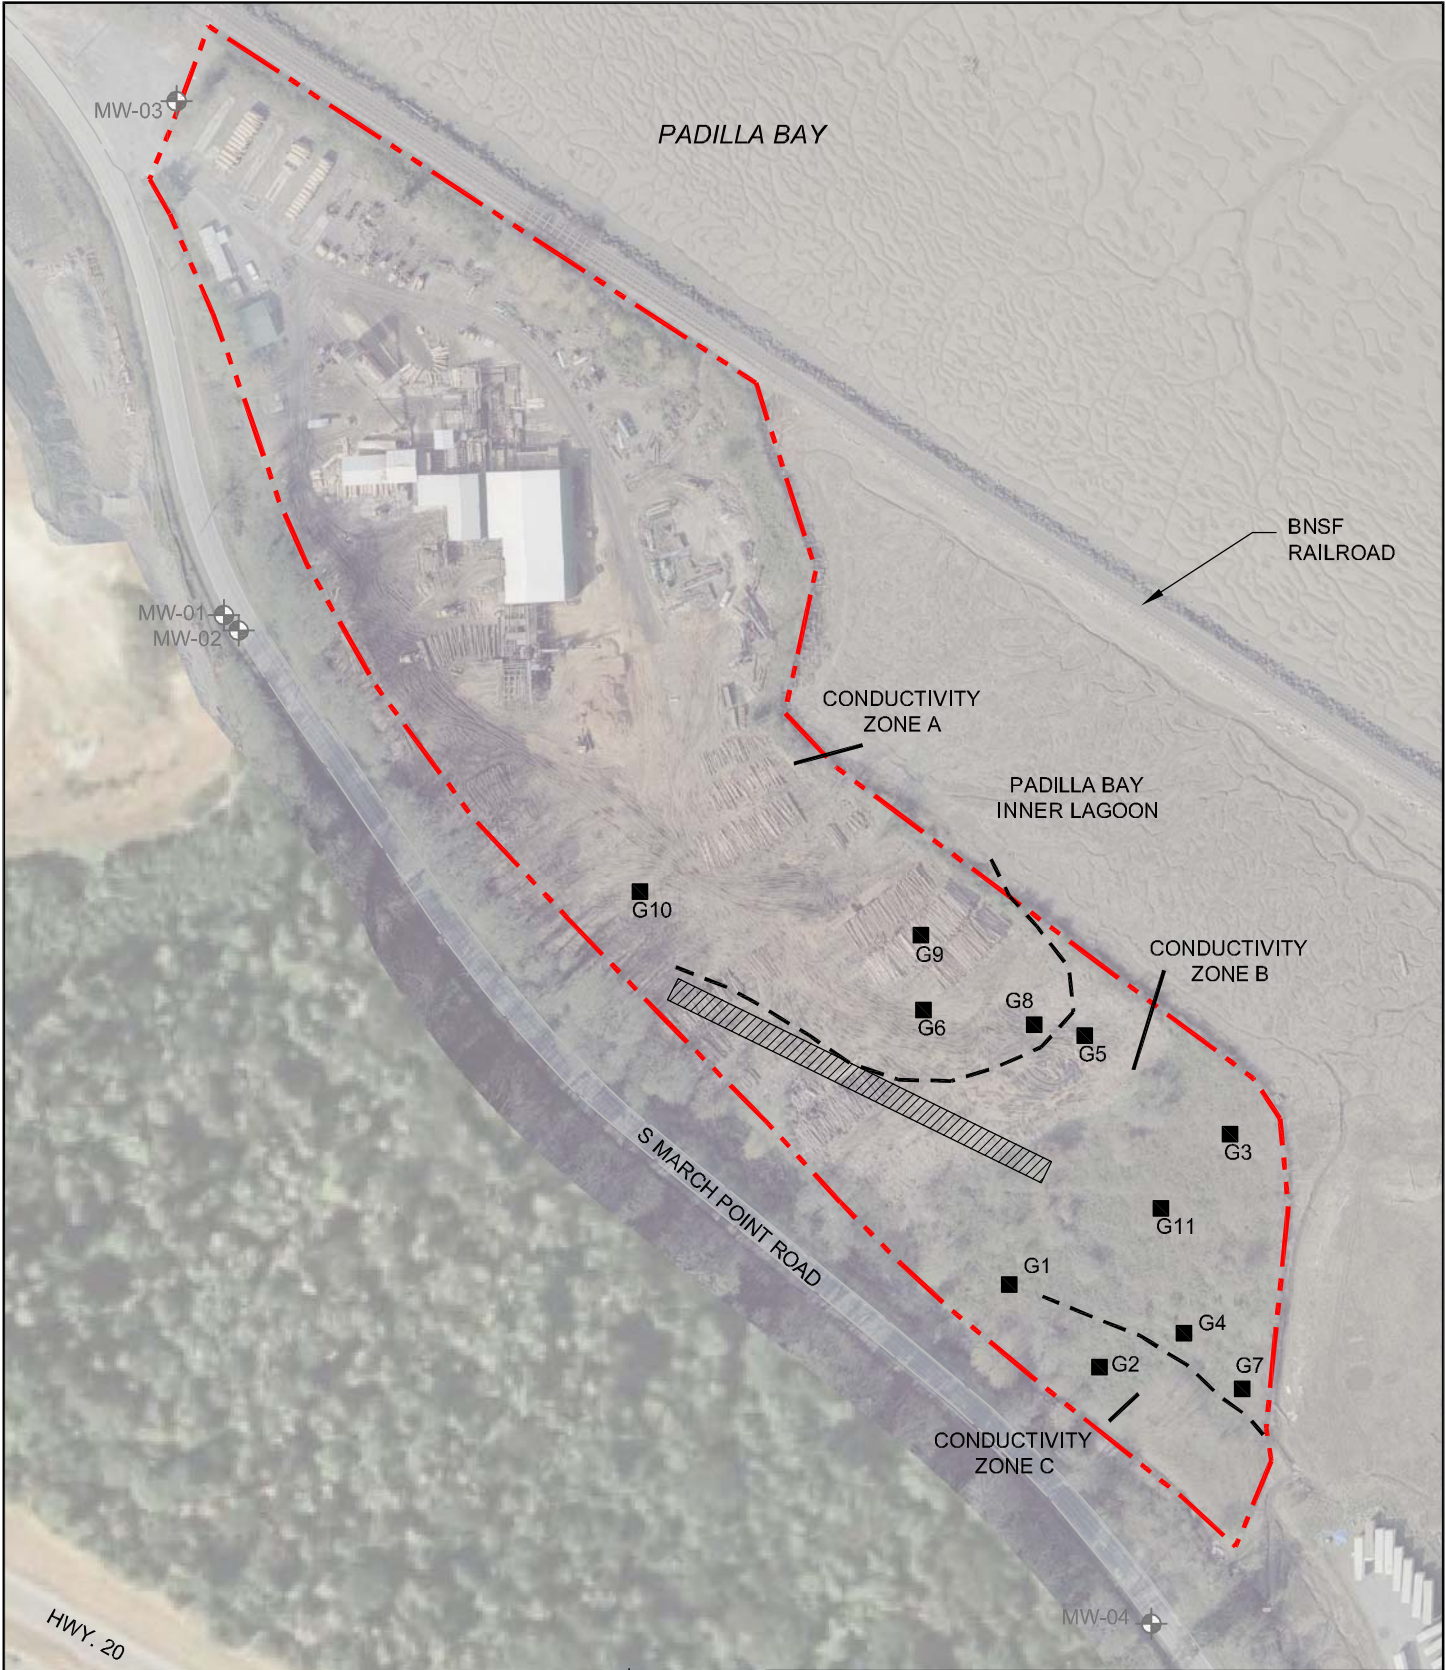 MW-03
PADILLA BAY
BNSF
RAILROAD
MW-01
MW-02
CONDUCTIVITY
ZONE A
PADILLA BAY
INNER LAGOON
G10
G9
CONDUCTIVITY
ZONE B
G6
G8
G5
G3
S MARCH POINT ROAD
G11
G1
G4
G2
G7
CONDUCTIVITY
ZONE C
MW-04
HWY. 20